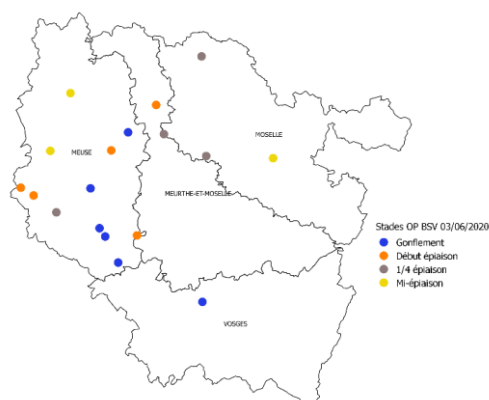 MOSELLE
MEUSE
MEURTHE-ET-MOSELLE
Stades OP BSV 03/06/2020
Gonflement
Début épiaison
1/4 épiaison
Mi-épiaison
VOSGES